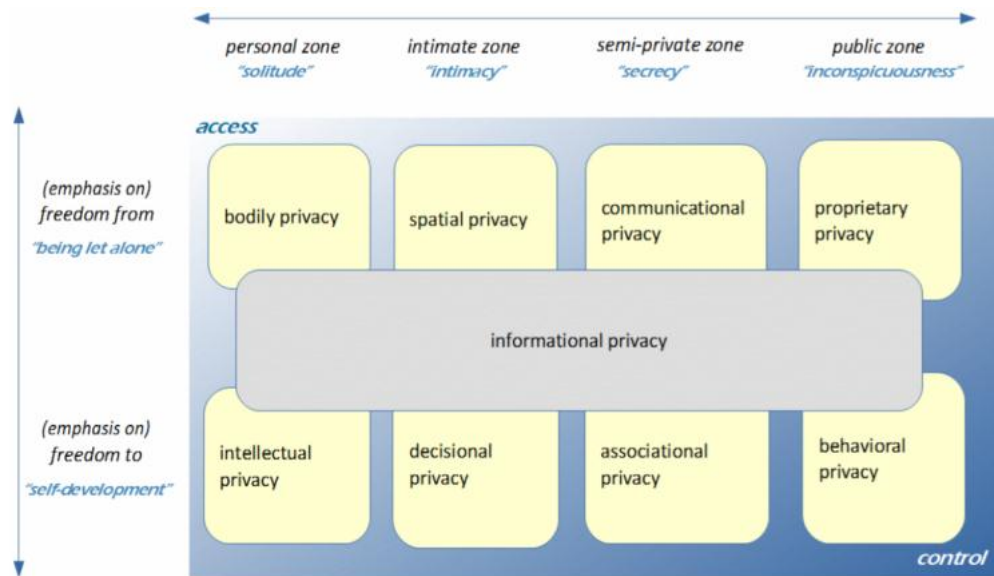 personal zone
"solitude"
intimate zone
"intimacy"
semi-private zone
"secrecy"
public zone
"inconspicuousness"
access
(emphasis on)
freedom from
"being let alone"
bodily privacy
spatial privacy
communicational
privacy
proprietary
privacy
informational privacy
(emphasis on)
freedom to
"self-development"
intellectual
privacy
decisional
privacy
associational
privacy
behavioral
privacy
control